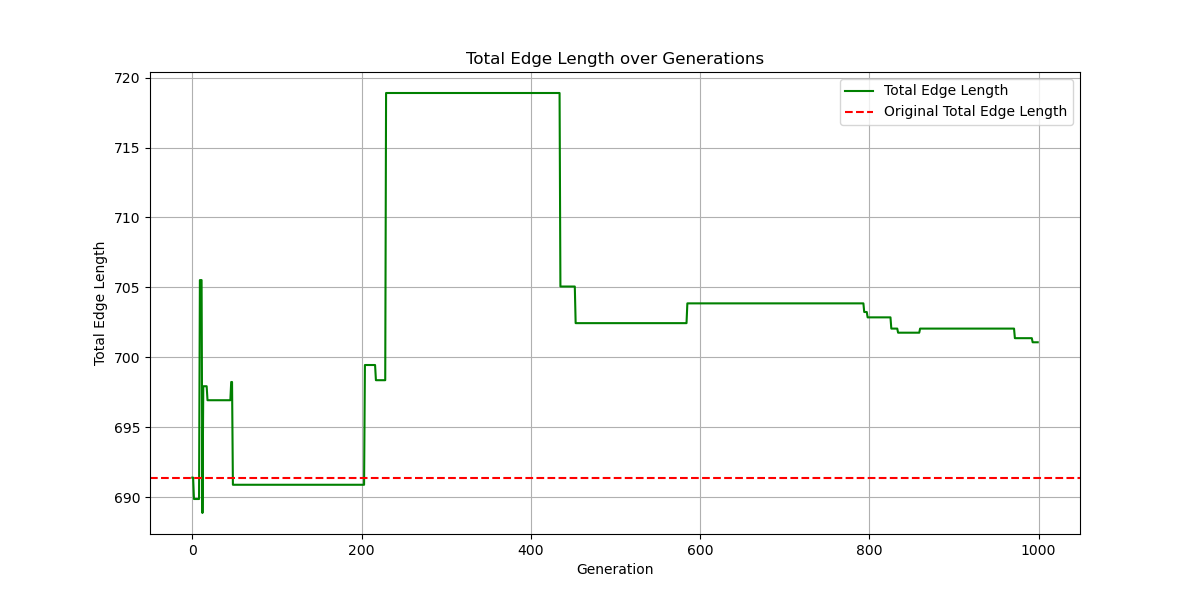 Total Edge Length over Generations
720
715
710
705
700
695
690
Total Edge Length
Total Edge Length
Original Total Edge Length
0 200 400 600 800 1000
Generation